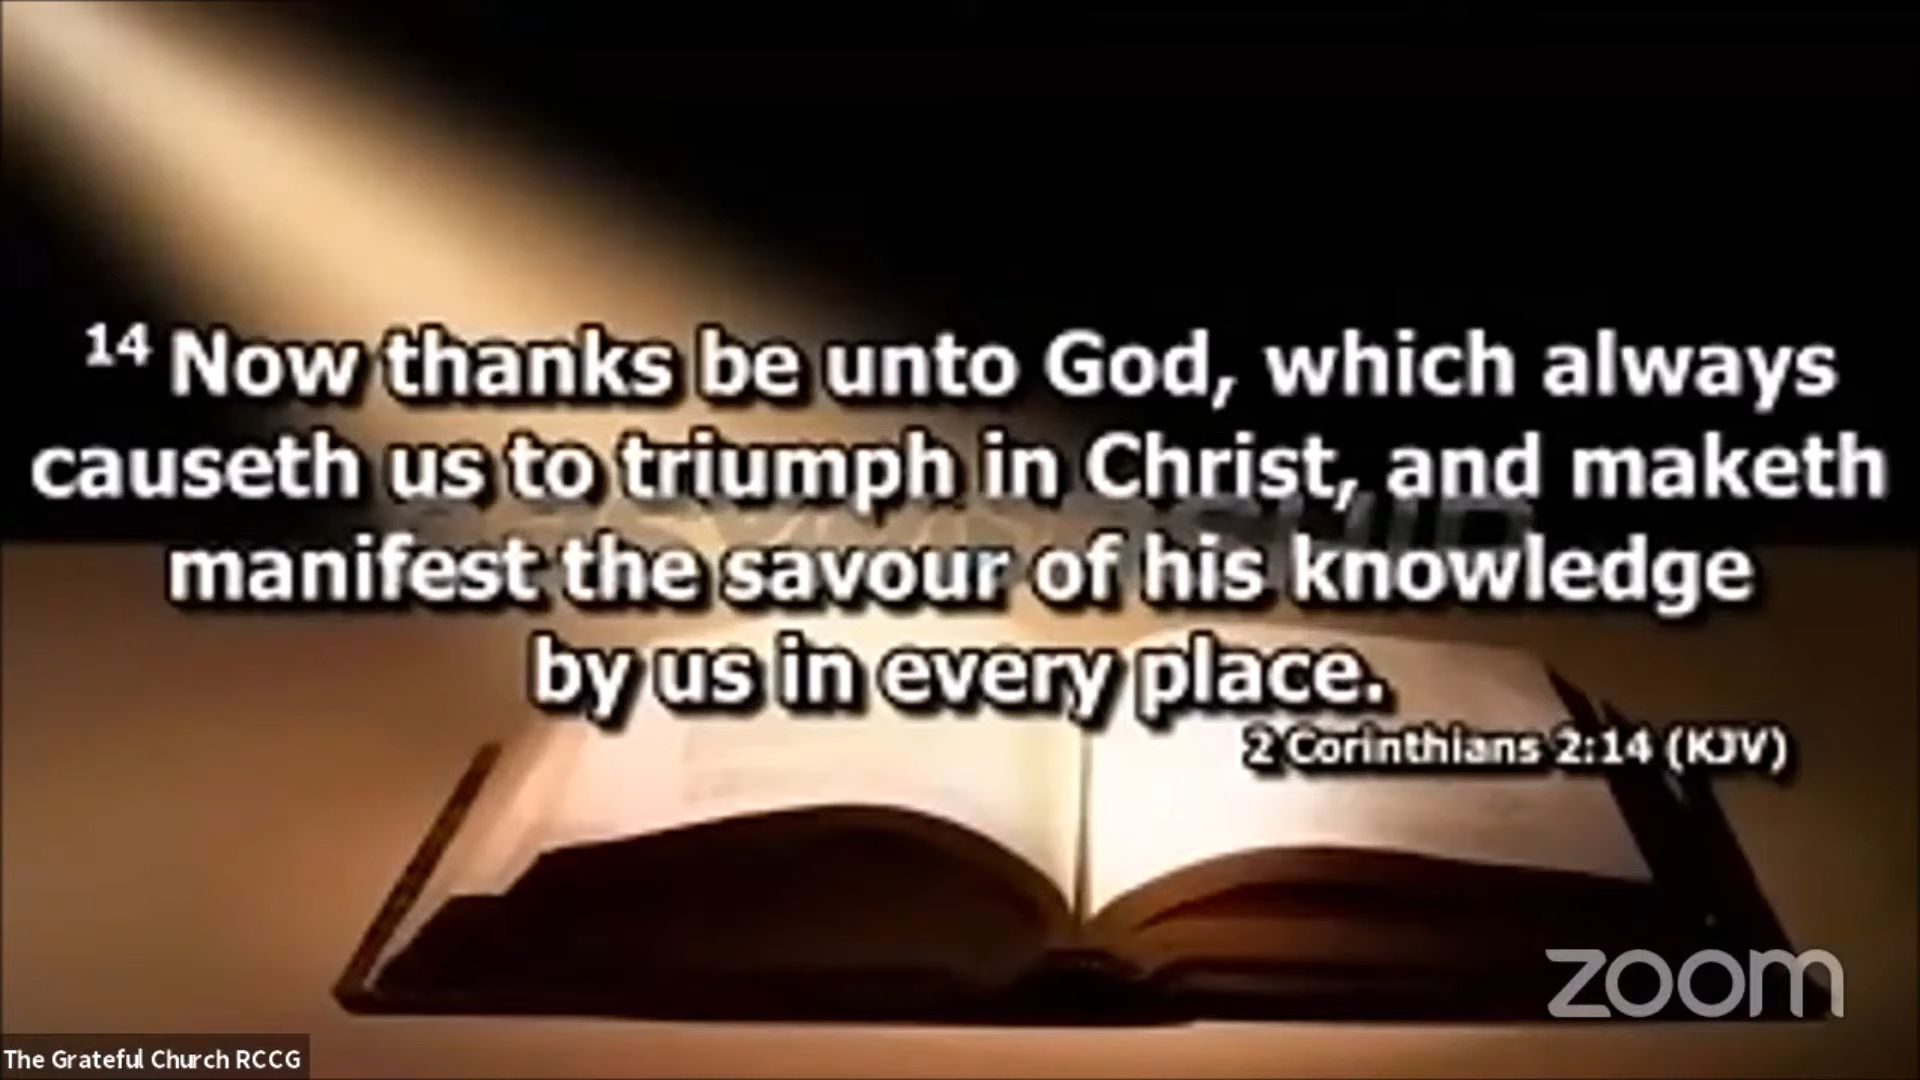 14 Now thanks be unto God, which always
causeth us to triumph in Christ, and maketh
manifest the savour of his knowledge
by us in every place.
2 Corinthians 2:14 (KJV)
zoom
The Grateful Church RCCG